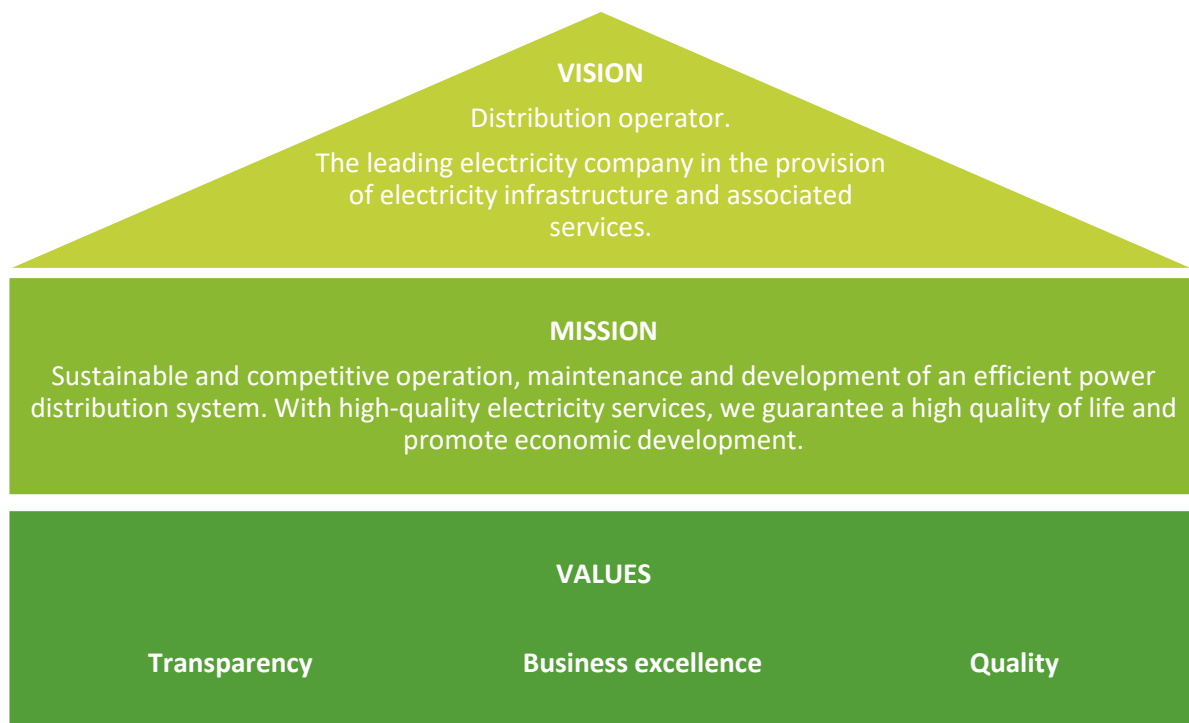 VISION
Distribution operator.
The leading electricity company in the provision
of electricity infrastructure and associated
services.
MISSION
Sustainable and competitive operation, maintenance and development of an efficient power
distribution system. With high-quality electricity services, we guarantee a high quality of life and
promote economic development.
VALUES
Transparency Business excellence Quality